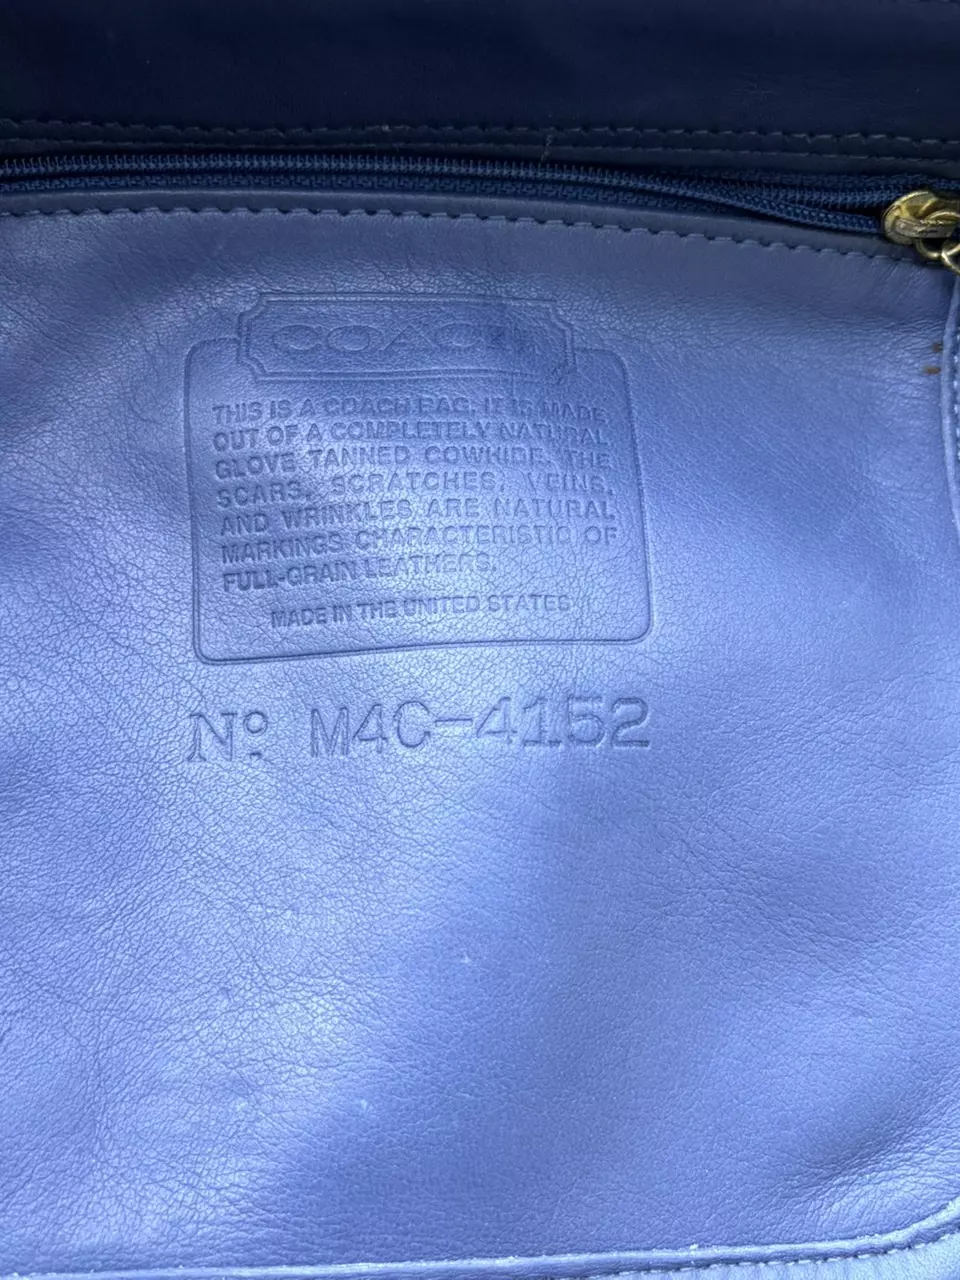 COACH
THIS IS A COACH BAG. IT IS MADE
OUT OF A COMPLETELY NATURAL
GLOVE TANNED COWHIDE. THE
SCARS, SCRATCHES, VEINS,
AND WRINKLES ARE NATURAL
MARKINGS CHARACTERISTIC OF
FULL-GRAIN LEATHERS.
MADE IN THE UNITED STATES
Nº M4C-4152